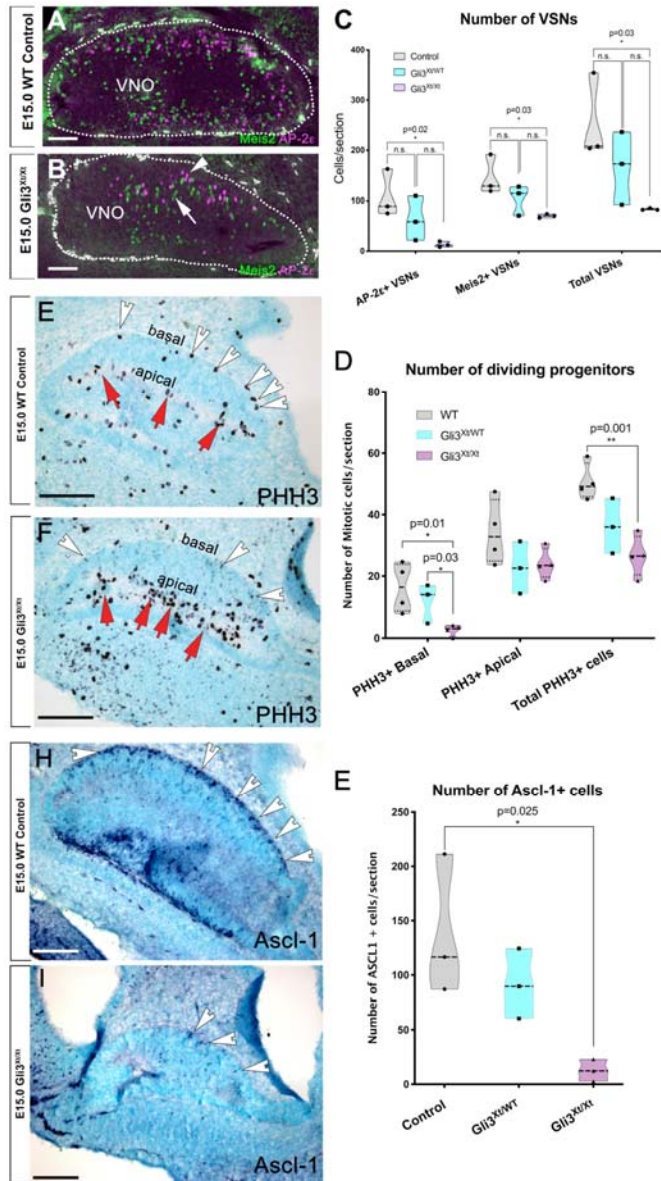 A
VNO
Meis2 AP-2ε
E15.0 WT Control
B
VNO
Meis2 AP-2ε
E15.0 Gli3Xt/Xt
C
Number of VSNs
Control
Gli3Xt/WT
Gli3Xt/Xt
p=0.03
*
n.s. n.s.
p=0.03
*
n.s. n.s.
p=0.02
*
n.s. n.s.
Cells/section
400
300
200
100
0
AP-2ε+ VSNs
Meis2+ VSNs
Total VSNs
E
basal
apical
PHH3
E15.0 WT Control
F
basal
apical
PHH3
E15.0 Gli3Xt/Xt
D
Number of dividing progenitors
WT
Gli3Xt/WT
Gli3Xt/Xt
p=0.001
**
p=0.01
*
p=0.03
*
Number of Mitotic cells/section
80
60
40
20
0
PHH3+ Basal
PHH3+ Apical
Total PHH3+ cells
H
Ascl-1
E15.0 WT Control
I
Ascl-1
E15.0 Gli3Xt/Xt
E
Number of Ascl-1+ cells
p=0.025
*
Number of ASCL1 + cells/section
250
200
150
100
50
0
Control
Gli3Xt/WT
Gli3Xt/Xt